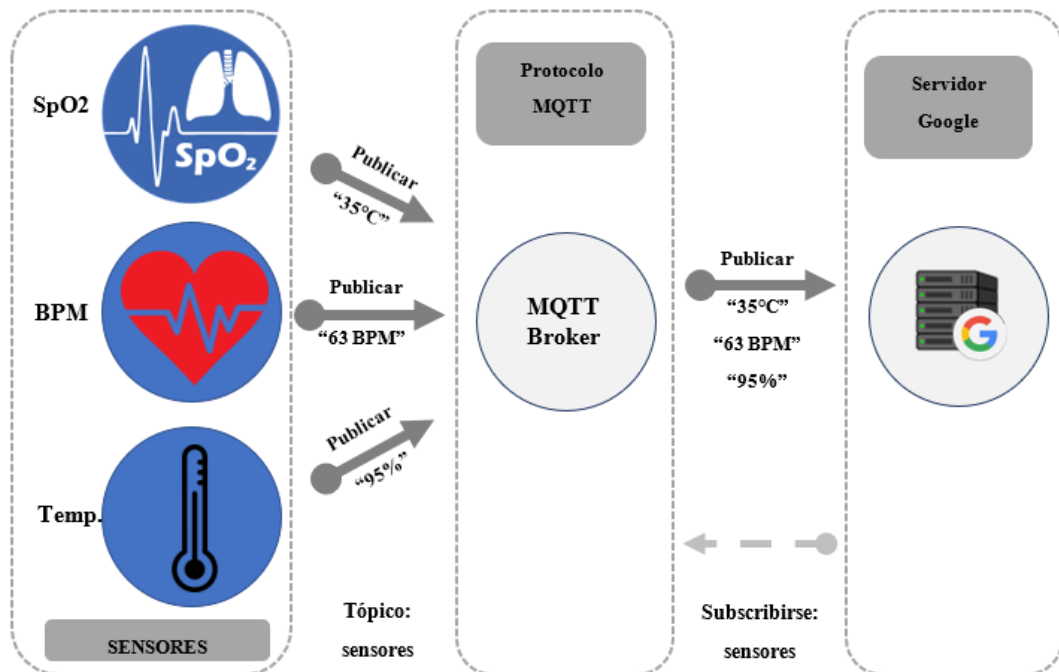 SpO2
SpO₂
BPM
Temp.
SENSORES
Publicar
“35°C”
Publicar
“63 BPM”
Publicar
“95%”
Tópico:
sensores
Protocolo
MQTT
MQTT
Broker
Publicar
“35°C”
“63 BPM”
“95%”
Subscribirse:
sensores
Servidor
Google
G